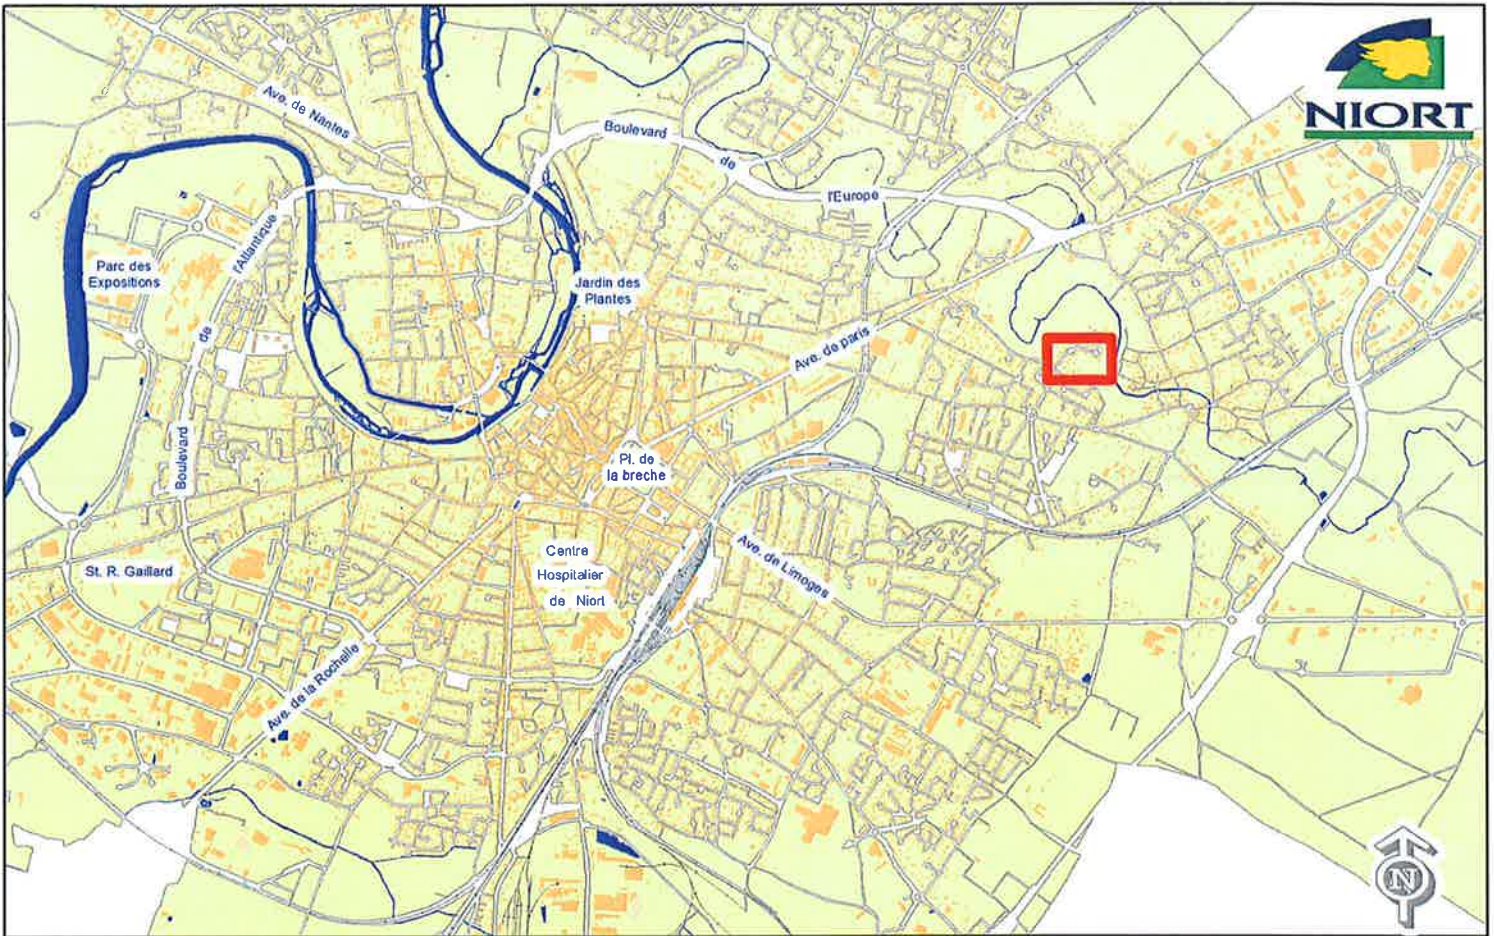 NIORT
Ave. de Nantes
Boulevard
de
l'Europe
l'Atlantique
de
Boulevard
Parc des
Expositions
Jardin des
Plantes
Ave. de paris
Pl. de
la breche
Centre
Hospitalier
de Niort
Ave. de Limoges
St. R. Gaillard
Ave. de la Rochelle
N